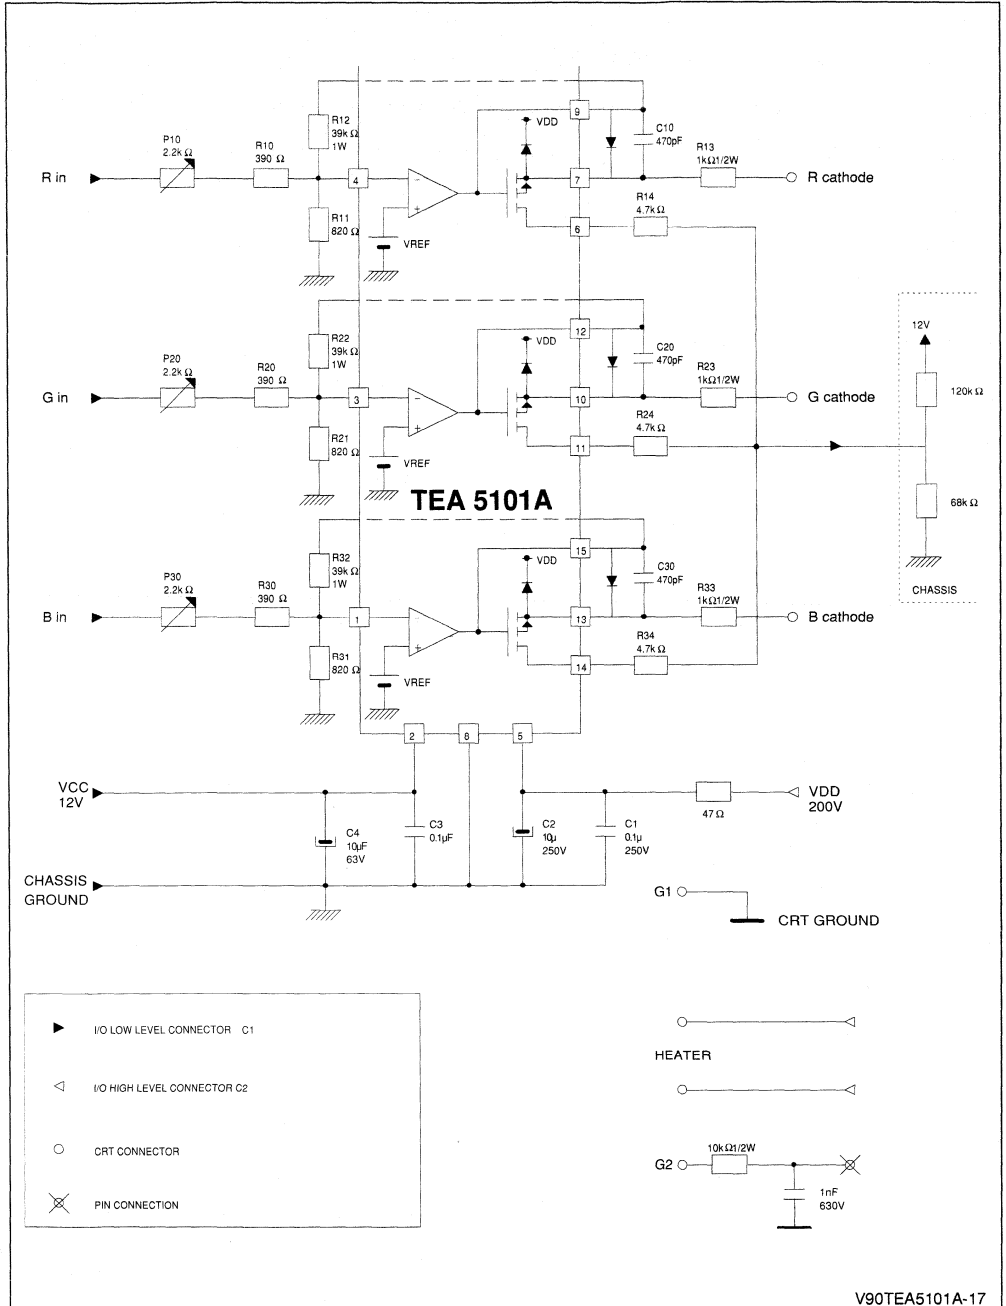 R in
P10
2.2k Ω
R10
390 Ω
R12
39k Ω
1W
R11
820 Ω
4
-
+
VREF
VDD
9
7
6
C10
470pF
R13
1kΩ1/2W
R14
4.7k Ω
R cathode
G in
P20
2.2k Ω
R20
390 Ω
R22
39k Ω
1W
R21
820 Ω
3
-
+
VREF
VDD
12
10
11
C20
470pF
R23
1kΩ1/2W
R24
4.7k Ω
G cathode
12V
120k Ω
68k Ω
CHASSIS
TEA 5101A
B in
P30
2.2k Ω
R30
390 Ω
R32
39k Ω
1W
R31
820 Ω
1
-
+
VREF
VDD
15
13
14
C30
470pF
R33
1kΩ1/2W
R34
4.7k Ω
B cathode
2
8
5
VCC
12V
C4
10µF
63V
C3
0.1µF
C2
10µ
250V
C1
0.1µ
250V
47 Ω
VDD
200V
CHASSIS
GROUND
G1
CRT GROUND
I/O LOW LEVEL CONNECTOR C1
I/O HIGH LEVEL CONNECTOR C2
CRT CONNECTOR
PIN CONNECTION
HEATER
G2
10k Ω1/2W
1nF
630V
V90TEA5101A-17